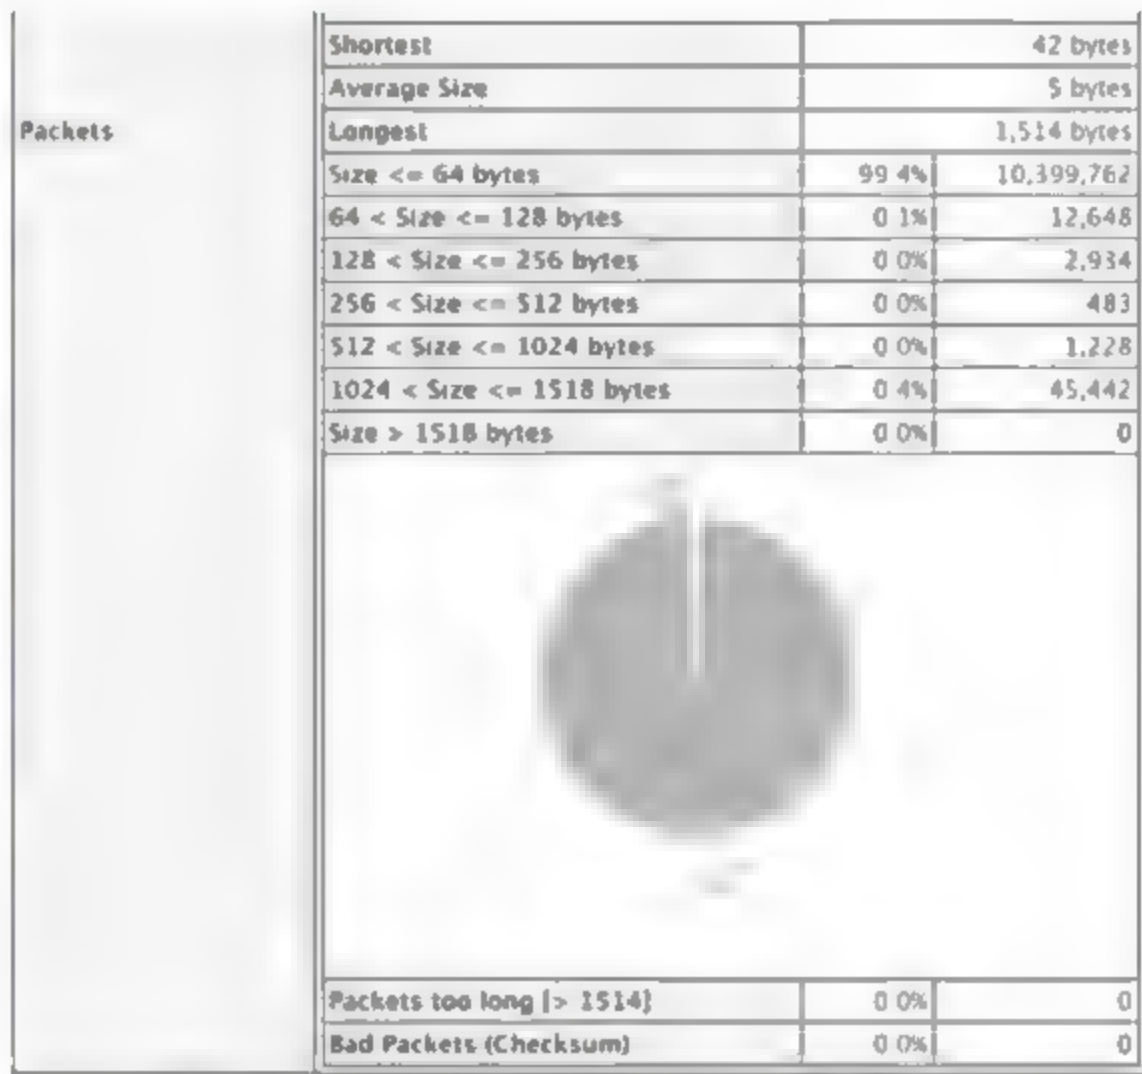 Shortest 42 bytes
Average Size 5 bytes
Packets Longest 1,514 bytes
Size <= 64 bytes 99.4% 10,399,762
64 < Size <= 128 bytes 0.1% 12,648
128 < Size <= 256 bytes 0.0% 2,934
256 < Size <= 512 bytes 0.0% 483
512 < Size <= 1024 bytes 0.0% 1,228
1024 < Size <= 1518 bytes 0.4% 45,442
Size > 1518 bytes 0.0% 0
Packets too long [> 1514] 0.0% 0
Bad Packets (Checksum) 0.0% 0